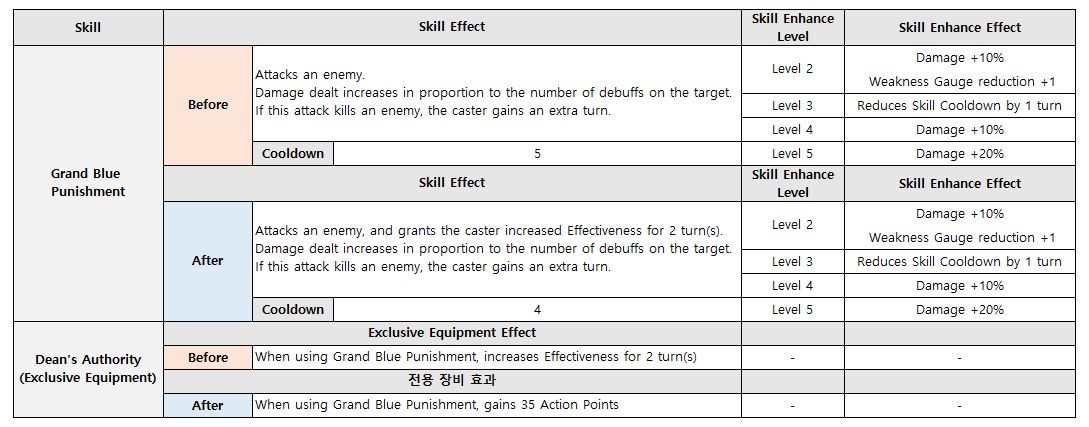 Skill
Skill Effect
Skill Enhance
Level
Skill Enhance Effect
Grand Blue
Punishment
Before
Attacks an enemy.
Damage dealt increases in proportion to the number of debuffs on the target.
If this attack kills an enemy, the caster gains an extra turn.
Level 2
Damage +10%
Weakness Gauge reduction +1
Level 3
Reduces Skill Cooldown by 1 turn
Level 4
Damage +10%
Cooldown
5
Level 5
Damage +20%
Skill Effect
Skill Enhance
Level
Skill Enhance Effect
After
Attacks an enemy, and grants the caster increased Effectiveness for 2 turn(s).
Damage dealt increases in proportion to the number of debuffs on the target.
If this attack kills an enemy, the caster gains an extra turn.
Level 2
Damage +10%
Weakness Gauge reduction +1
Level 3
Reduces Skill Cooldown by 1 turn
Level 4
Damage +10%
Cooldown
4
Level 5
Damage +20%
Dean's Authority
(Exclusive Equipment)
Exclusive Equipment Effect
Before
When using Grand Blue Punishment, increases Effectiveness for 2 turn(s)
-
-
전용 장비 효과
After
When using Grand Blue Punishment, gains 35 Action Points
-
-